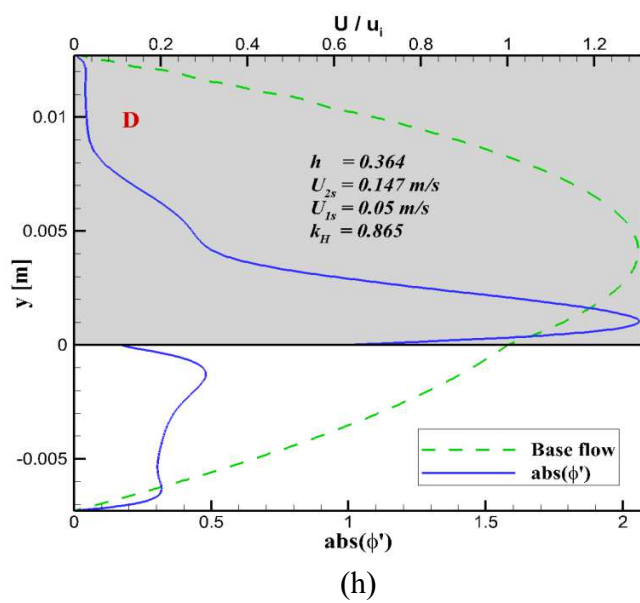 U / u_i
0 0.2 0.4 0.6 0.8 1 1.2
0.01
D
h = 0.364
U_2s = 0.147 m/s
U_1s = 0.05 m/s
k_H = 0.865
0.005
y [m]
0
-0.005
Base flow
abs(ϕ')
0 0.5 1 1.5 2
abs(ϕ')
(h)